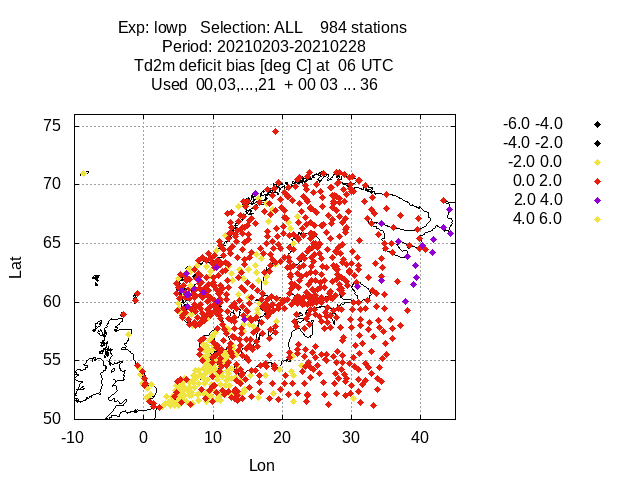 Exp: lowp   Selection: ALL    984 stations
Period: 20210203-20210228
Td2m deficit bias [deg C] at  06 UTC
Used  00,03,...,21  + 00 03 ... 36
75
70
65
60
55
50
-10 0 10 20 30 40
Lat
Lon
-6.0 -4.0
-4.0 -2.0
-2.0 0.0
0.0 2.0
2.0 4.0
4.0 6.0